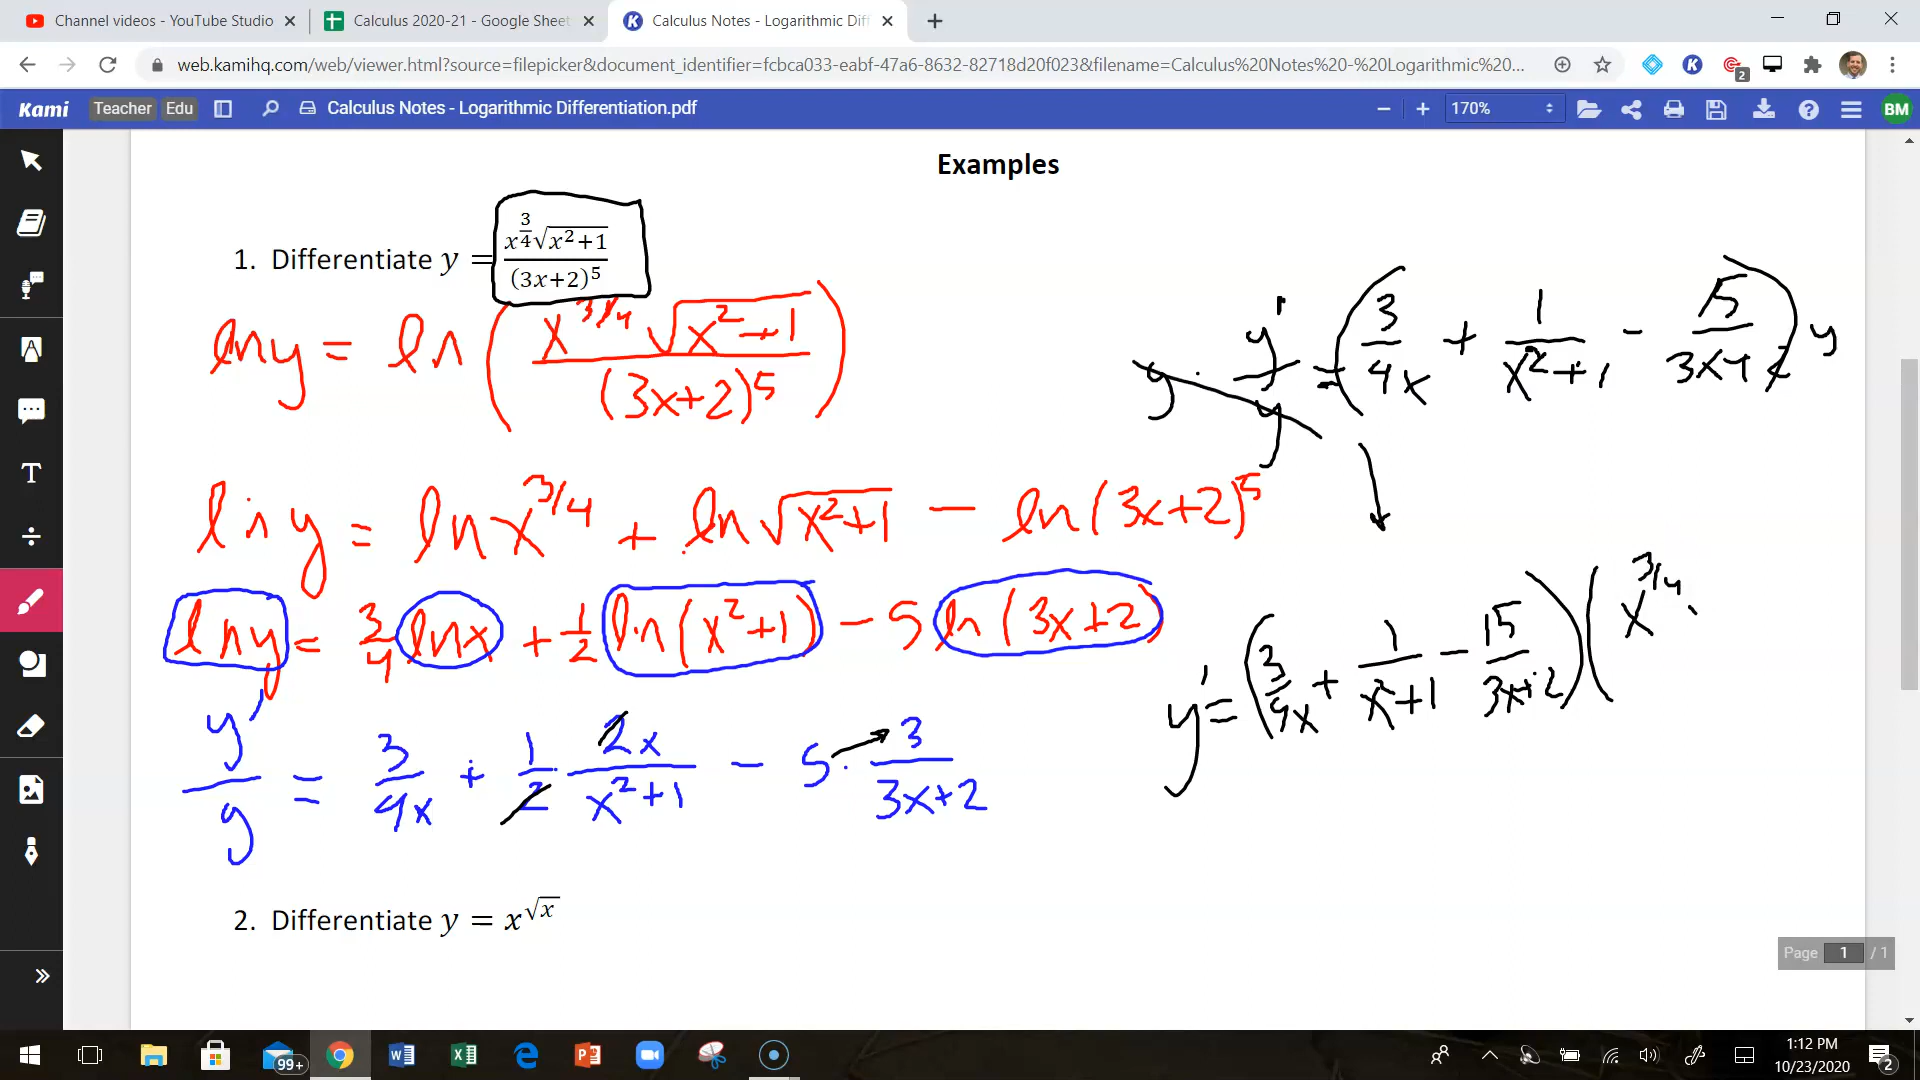 Channel videos - YouTube Studio
Calculus 2020-21 - Google Sheet
Calculus Notes - Logarithmic Diff
web.kamihq.com/web/viewer.html?source=filepicker&document_identifier=fcbca033-eabf-47a6-8632-82718d20f023&filename=Calculus%20Notes%20-%20Logarithmic%20...
2
Kami Teacher Edu Calculus Notes - Logarithmic Differentiation.pdf 170% BM
Examples
1. Differentiate y = x^(3/4)√(x²+1) / (3x+2)⁵
ln y = ln ( x^(3/4) √(x²+1) / (3x+2)⁵ )
y · y'/y = ( 3/4x + 1/x²+1 - 15/3x+2 ) y
ln y = ln x^(3/4) + ln √(x²+1) - ln (3x+2)⁵
ln y = 3/4 ln x + 1/2 ln (x²+1) - 5 ln (3x+2)
y' = ( 3/4x + 1/x²+1 - 15/3x+2 ) ( x^(3/4) ·
y'/y = 3/4x + 1/2 · 2x/x²+1 - 5 · 3/3x+2
2. Differentiate y = x^√x
Page 1 / 1
99+
1:12 PM
10/23/2020
2